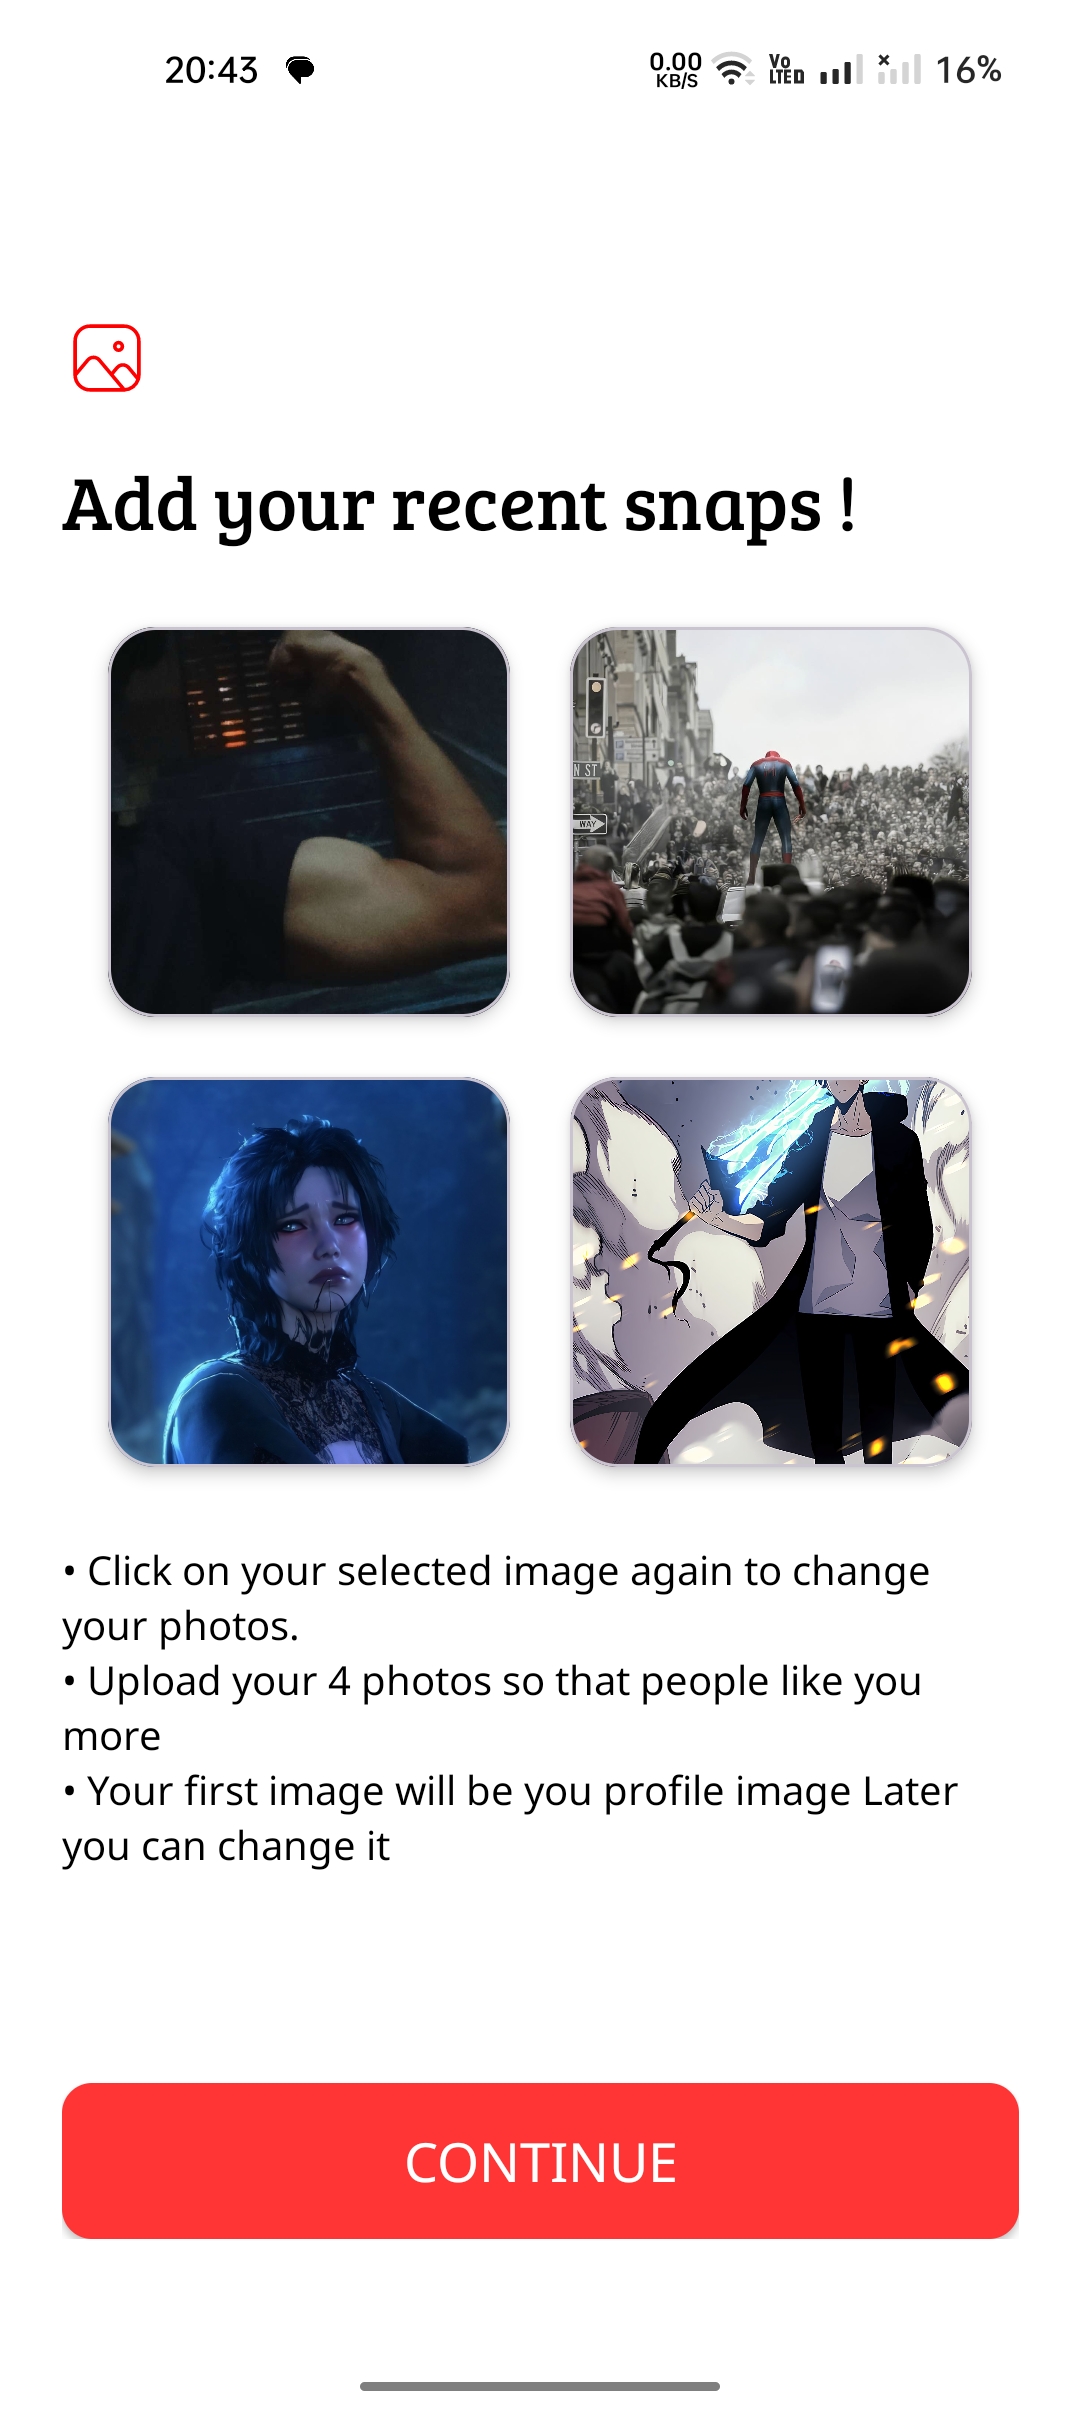 20:43
0.00
KB/S
Vo
LTED
16%
Add your recent snaps !
N ST
WAY
• Click on your selected image again to change
your photos.
• Upload your 4 photos so that people like you
more
• Your first image will be you profile image Later
you can change it
CONTINUE